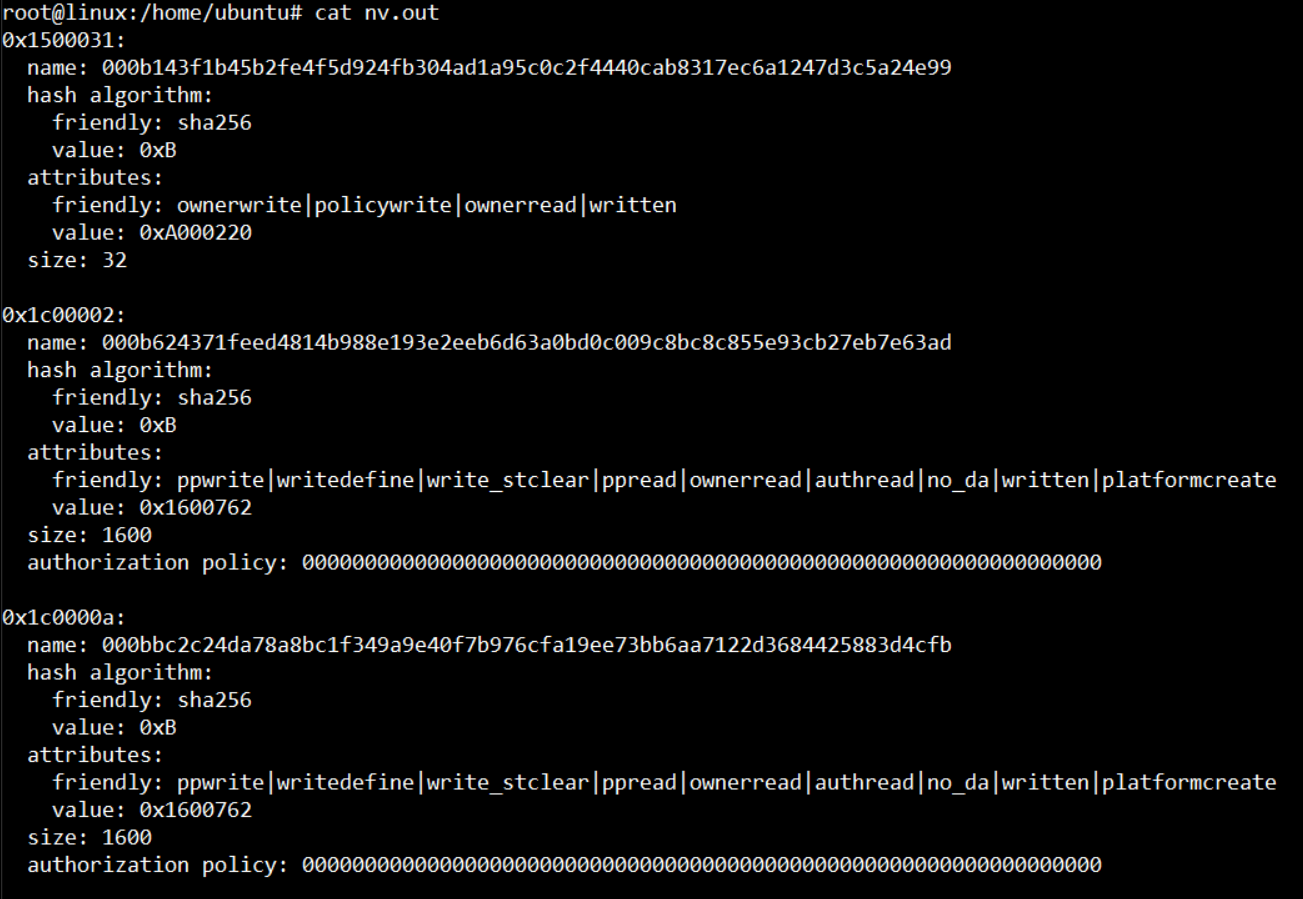 root@linux:/home/ubuntu# cat nv.out
0x1500031:
  name: 000b143f1b45b2fe4f5d924fb304ad1a95c0c2f4440cab8317ec6a1247d3c5a24e99
  hash algorithm:
    friendly: sha256
    value: 0xB
  attributes:
    friendly: ownerwrite|policywrite|ownerread|written
    value: 0xA000220
  size: 32

0x1c00002:
  name: 000b624371feed4814b988e193e2eeb6d63a0bd0c009c8bc8c855e93cb27eb7e63ad
  hash algorithm:
    friendly: sha256
    value: 0xB
  attributes:
    friendly: ppwrite|writedefine|write_stclear|ppread|ownerread|authread|no_da|written|platformcreate
    value: 0x1600762
  size: 1600
  authorization policy: 0000000000000000000000000000000000000000000000000000000000000000

0x1c0000a:
  name: 000bbc2c24da78a8bc1f349a9e40f7b976cfa19ee73bb6aa7122d3684425883d4cfb
  hash algorithm:
    friendly: sha256
    value: 0xB
  attributes:
    friendly: ppwrite|writedefine|write_stclear|ppread|ownerread|authread|no_da|written|platformcreate
    value: 0x1600762
  size: 1600
  authorization policy: 0000000000000000000000000000000000000000000000000000000000000000